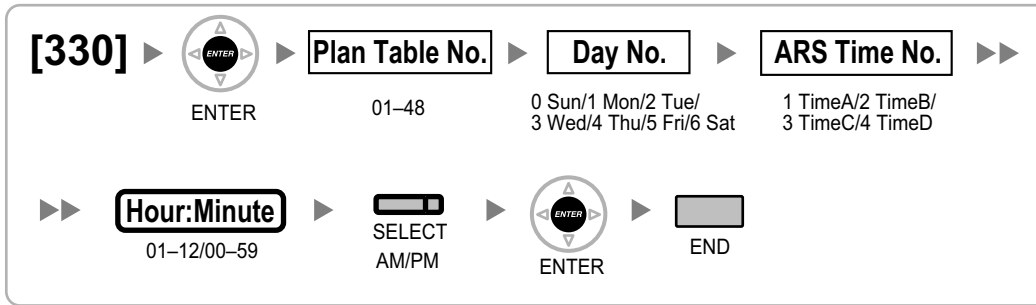 [330] ENTER Plan Table No. Day No. ARS Time No.
ENTER 01–48 0 Sun/1 Mon/2 Tue/ 1 TimeA/2 TimeB/
3 Wed/4 Thu/5 Fri/6 Sat 3 TimeC/4 TimeD
Hour:Minute ENTER
01–12/00–59 SELECT END
AM/PM ENTER